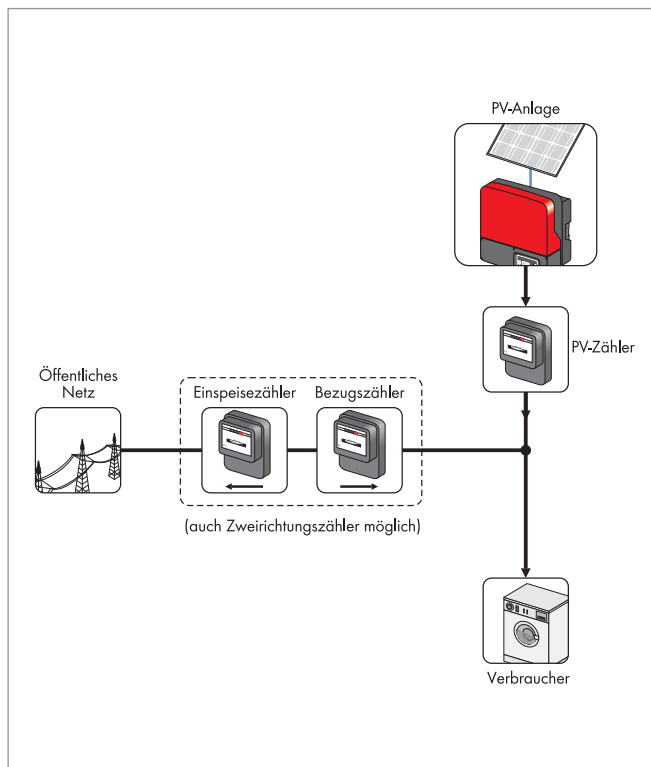 PV-Anlage
PV-Zähler
Öffentliches
Netz
Einspeisezähler
Bezugszähler
(auch Zweirichtungszähler möglich)
Verbraucher